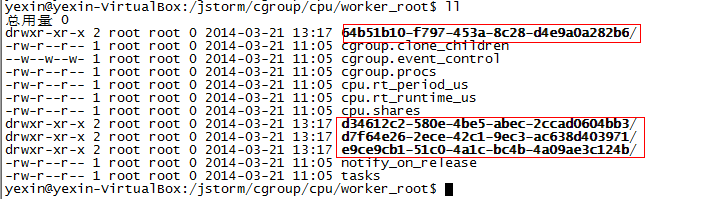 yexin@yexin-VirtualBox:/jstorm/cgroup/cpu/worker_root$ ll
总用量 0
drwxr-xr-x 2 root root 0 2014-03-21 13:17 64b51b10-f797-453a-8c28-d4e9a0a282b6/
-rw-r--r-- 1 root root 0 2014-03-21 11:05 cgroup.clone_children
--w--w--w- 1 root root 0 2014-03-21 11:05 cgroup.event_control
-rw-r--r-- 1 root root 0 2014-03-21 11:05 cgroup.procs
-rw-r--r-- 1 root root 0 2014-03-21 11:05 cpu.rt_period_us
-rw-r--r-- 1 root root 0 2014-03-21 11:05 cpu.rt_runtime_us
-rw-r--r-- 1 root root 0 2014-03-21 11:05 cpu.shares
drwxr-xr-x 2 root root 0 2014-03-21 13:17 d34612c2-580e-4be5-abec-2ccad0604bb3/
drwxr-xr-x 2 root root 0 2014-03-21 13:17 d7f64e26-2ece-42c1-9ec3-ac638d403971/
drwxr-xr-x 2 root root 0 2014-03-21 13:17 e9ce9cb1-51c0-4a1c-bc4b-4a09ae3c124b/
-rw-r--r-- 1 root root 0 2014-03-21 11:05 notify_on_release
-rw-r--r-- 1 root root 0 2014-03-21 11:05 tasks
yexin@yexin-VirtualBox:/jstorm/cgroup/cpu/worker_root$